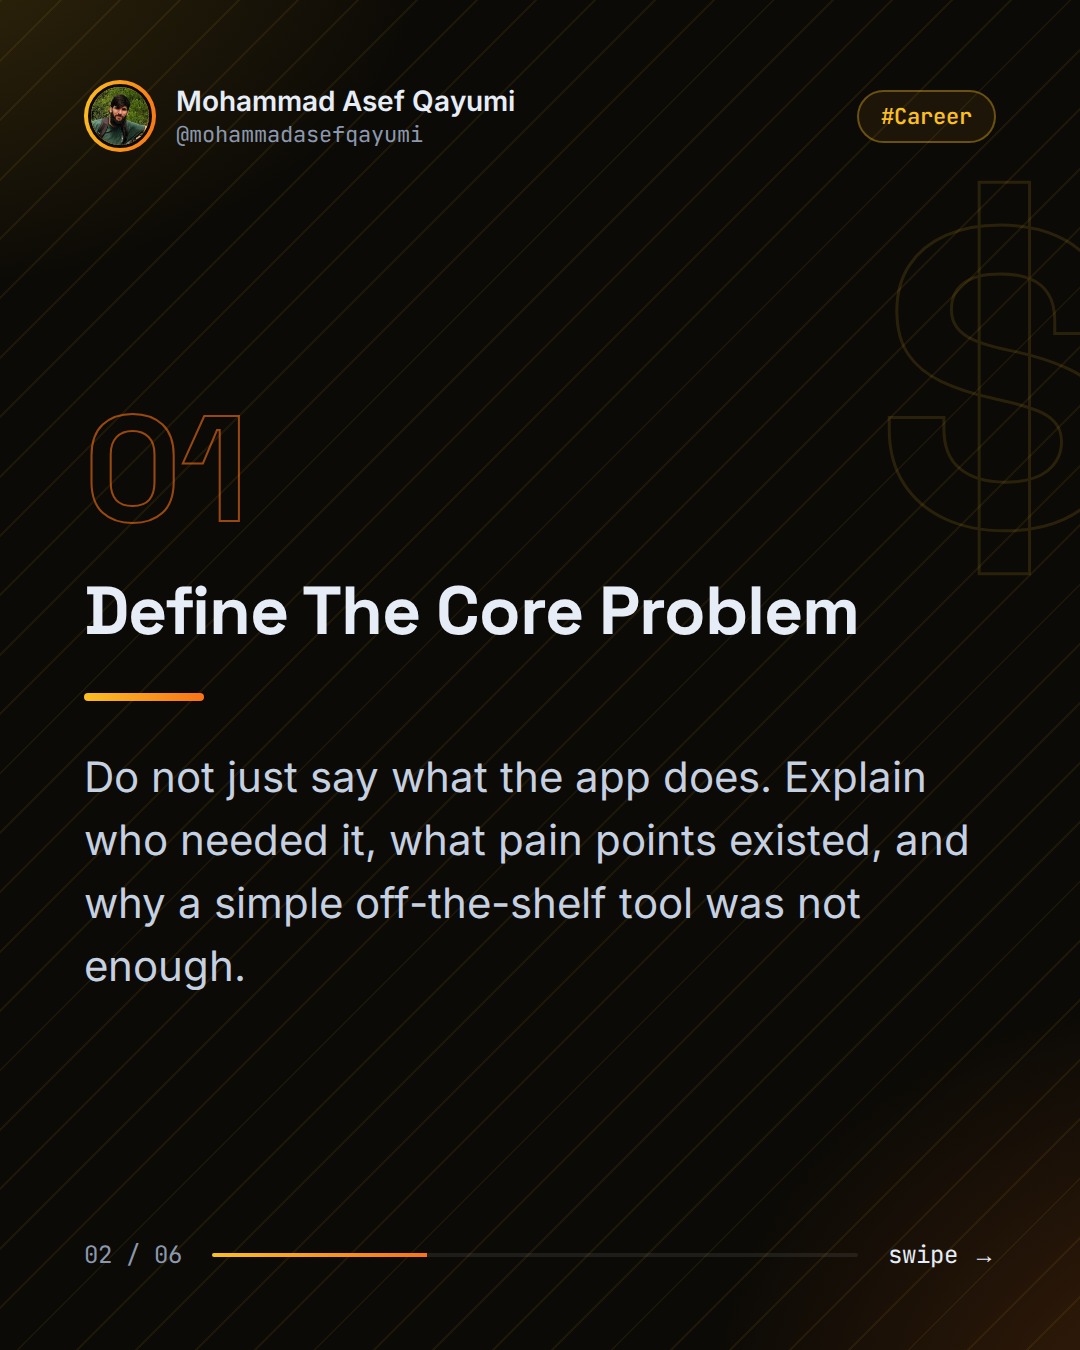 Mohammad Asef Qayumi
@mohammadasefqayumi
#Career
$
01
Define The Core Problem
Do not just say what the app does. Explain
who needed it, what pain points existed, and
why a simple off-the-shelf tool was not
enough.
02 / 06
swipe →